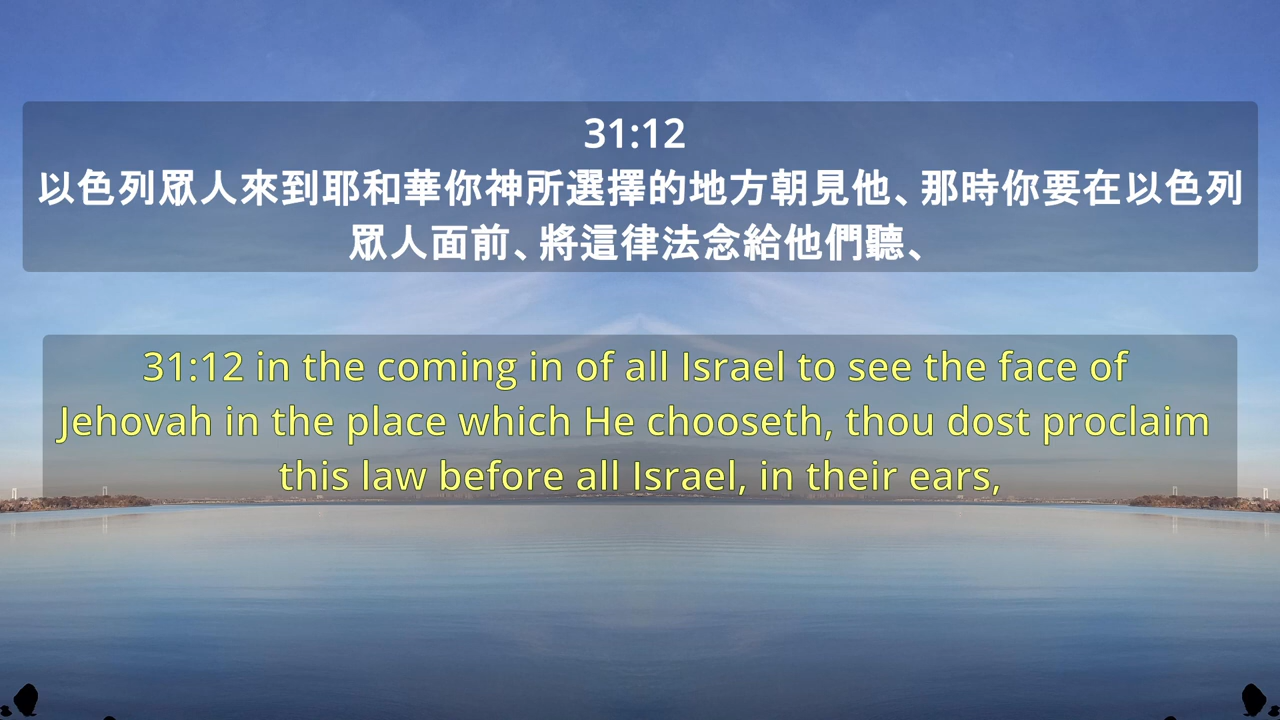 31:12
以色列眾人來到耶和華你神所選擇的地方朝見他、那時你要在以色列
眾人面前、將這律法念給他們聽、
31:12 in the coming in of all Israel to see the face of
Jehovah in the place which He chooseth, thou dost proclaim
this law before all Israel, in their ears,